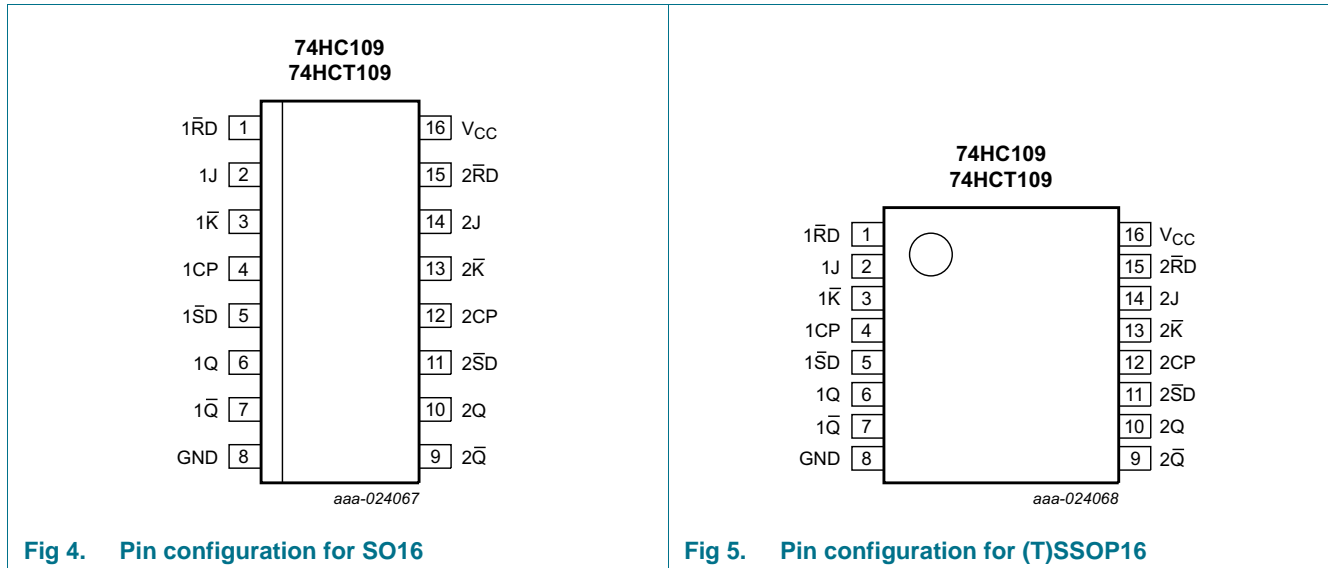 74HC109
74HCT109
1R̅D 1
1J 2
1K̅ 3
1CP 4
1S̅D 5
1Q 6
1Q̅ 7
GND 8
16 VCC
15 2R̅D
14 2J
13 2K̅
12 2CP
11 2S̅D
10 2Q
9 2Q̅
aaa-024067
Fig 4. Pin configuration for SO16
74HC109
74HCT109
1R̅D 1
1J 2
1K̅ 3
1CP 4
1S̅D 5
1Q 6
1Q̅ 7
GND 8
16 VCC
15 2R̅D
14 2J
13 2K̅
12 2CP
11 2S̅D
10 2Q
9 2Q̅
aaa-024068
Fig 5. Pin configuration for (T)SSOP16